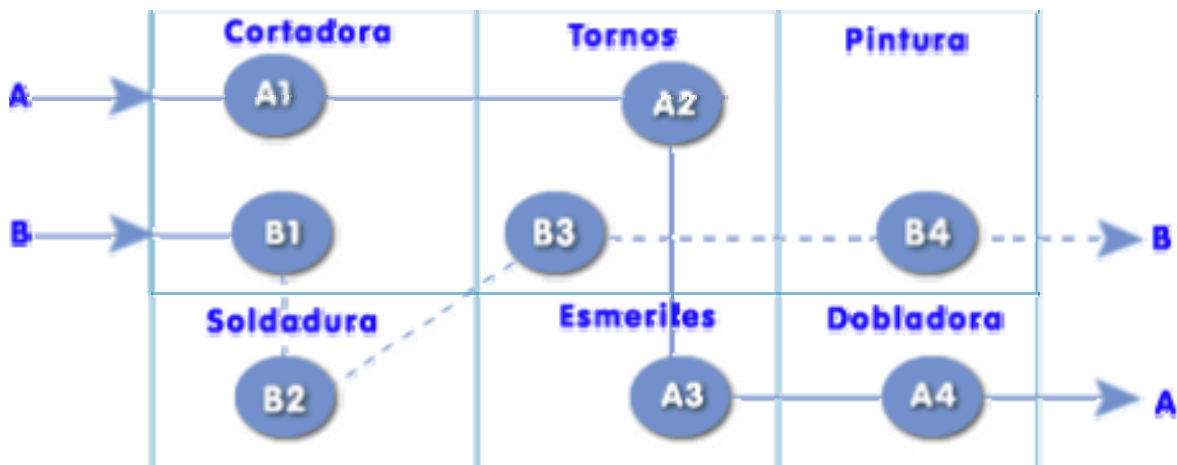 Cortadora
Tornos
Pintura
A
A1
A2
B
B1
B3
B4
B
Soldadura
Esmeriles
Dobladora
B2
A3
A4
A